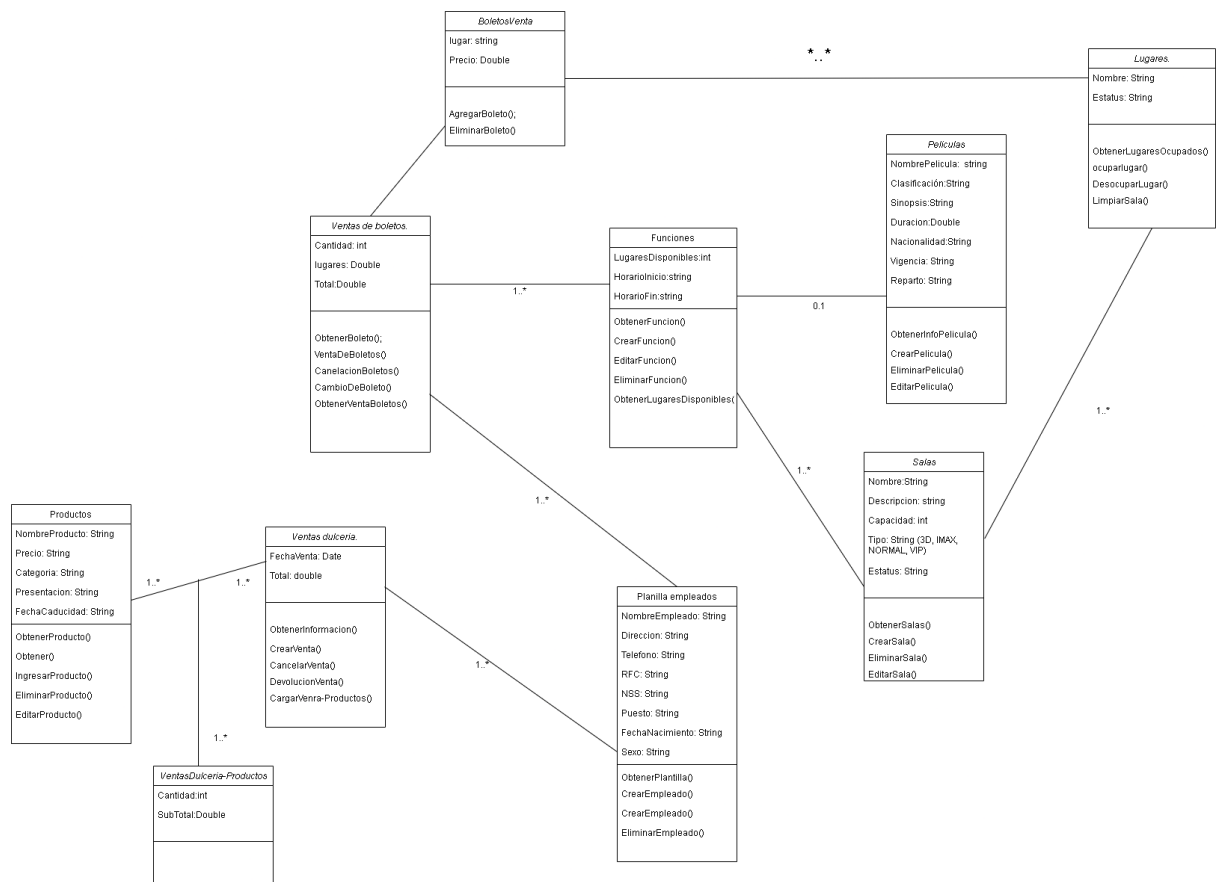 BoletosVenta
lugar: string
Precio: Double
AgregarBoleto();
EliminarBoleto()
*..*
Lugares.
Nombre: String
Estatus: String
ObtenerLugaresOcupados()
ocuparlugar()
DesocuparLugar()
LimpiarSala()
Peliculas
NombrePelicula: string
Clasificación:String
Sinopsis:String
Duracion:Double
Nacionalidad:String
Vigencia: String
Reparto: String
ObtenerInfoPelicula()
CrearPelicula()
EliminarPelicula()
EditarPelicula()
Ventas de boletos.
Cantidad: int
lugares: Double
Total:Double
ObtenerBoleto();
VentaDeBoletos()
CanelacionBoletos()
CambioDeBoleto()
ObtenerVentaBoletos()
1..*
Funciones
LugaresDisponibles:int
HorarioInicio:string
HorarioFin:string
ObtenerFuncion()
CrearFuncion()
EditarFuncion()
EliminarFuncion()
ObtenerLugaresDisponibles(
0.1
1..*
1..*
1..*
Salas
Nombre:String
Descripcion: string
Capacidad: int
Tipo: String (3D, IMAX,
NORMAL, VIP)
Estatus: String
ObtenerSalas()
CrearSala()
EliminarSala()
EditarSala()
Productos
NombreProducto: String
Precio: String
Categoria: String
Presentacion: String
FechaCaducidad: String
ObtenerProducto()
Obtener()
IngresarProducto()
EliminarProducto()
EditarProducto()
1..*
1..*
Ventas dulceria.
FechaVenta: Date
Total: double
ObtenerInformacion()
CrearVenta()
CancelarVenta()
DevolucionVenta()
CargarVenra-Productos()
1..*
Planilla empleados
NombreEmpleado: String
Direccion: String
Telefono: String
RFC: String
NSS: String
Puesto: String
FechaNacimiento: String
Sexo: String
ObtenerPlantilla()
CrearEmpleado()
CrearEmpleado()
EliminarEmpleado()
1..*
VentasDulceria-Productos
Cantidad:int
SubTotal:Double